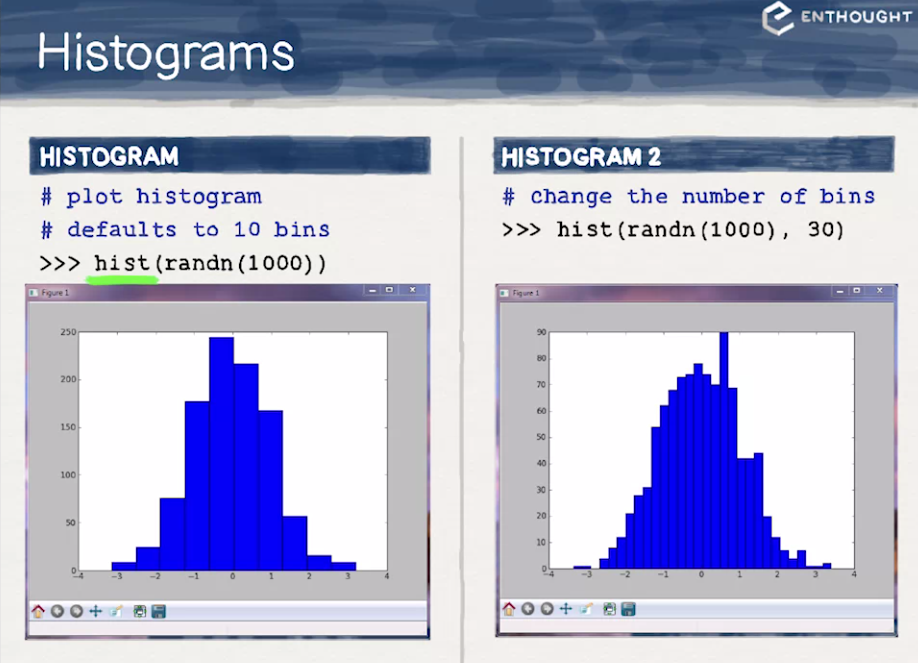 ENTHOUGHT
Histograms
HISTOGRAM
# plot histogram
# defaults to 10 bins
>>> hist(randn(1000))
Figure 1
250
200
150
100
50
0
−4 −3 −2 −1 0 1 2 3 4
HISTOGRAM 2
# change the number of bins
>>> hist(randn(1000), 30)
Figure 1
90
80
70
60
50
40
30
20
10
0
−4 −3 −2 −1 0 1 2 3 4